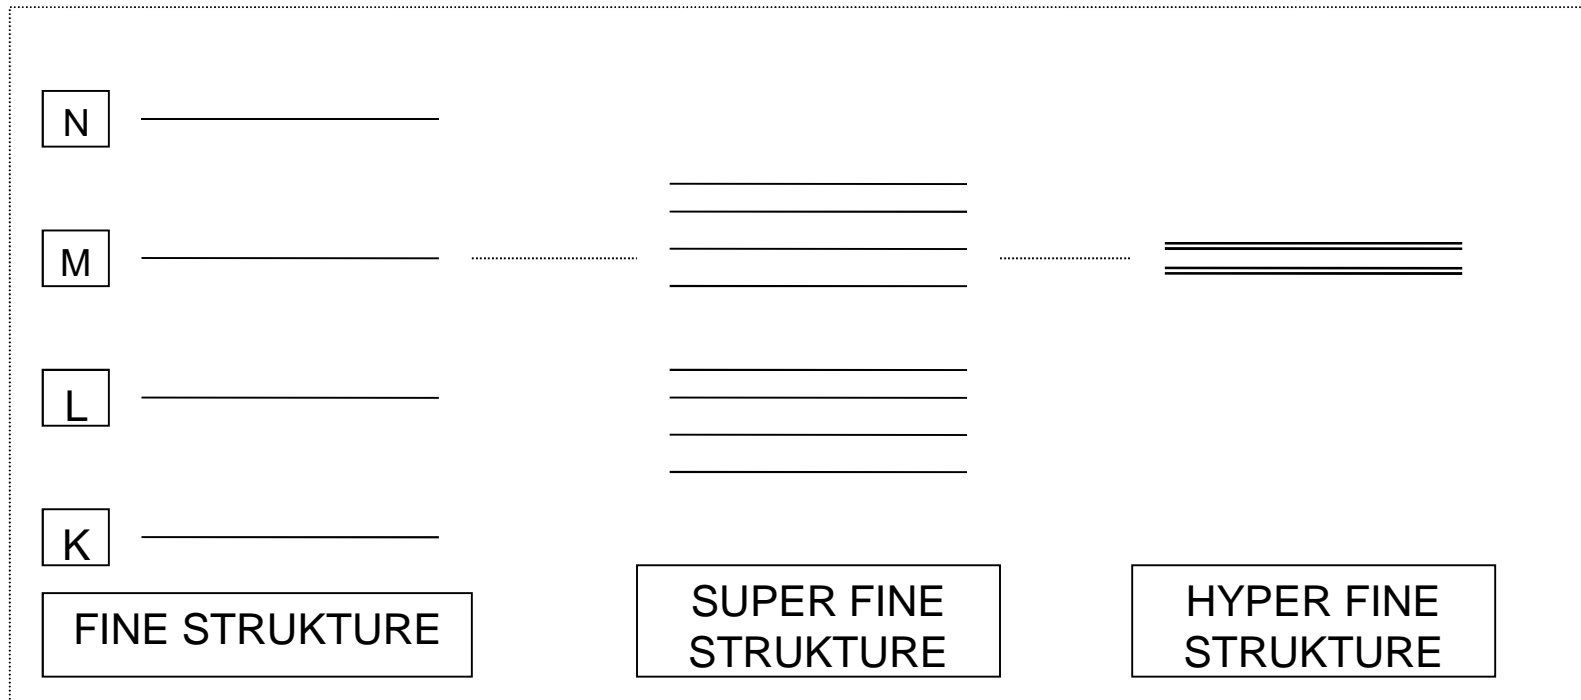 N
M
L
K
FINE STRUKTURE
SUPER FINE
STRUKTURE
HYPER FINE
STRUKTURE